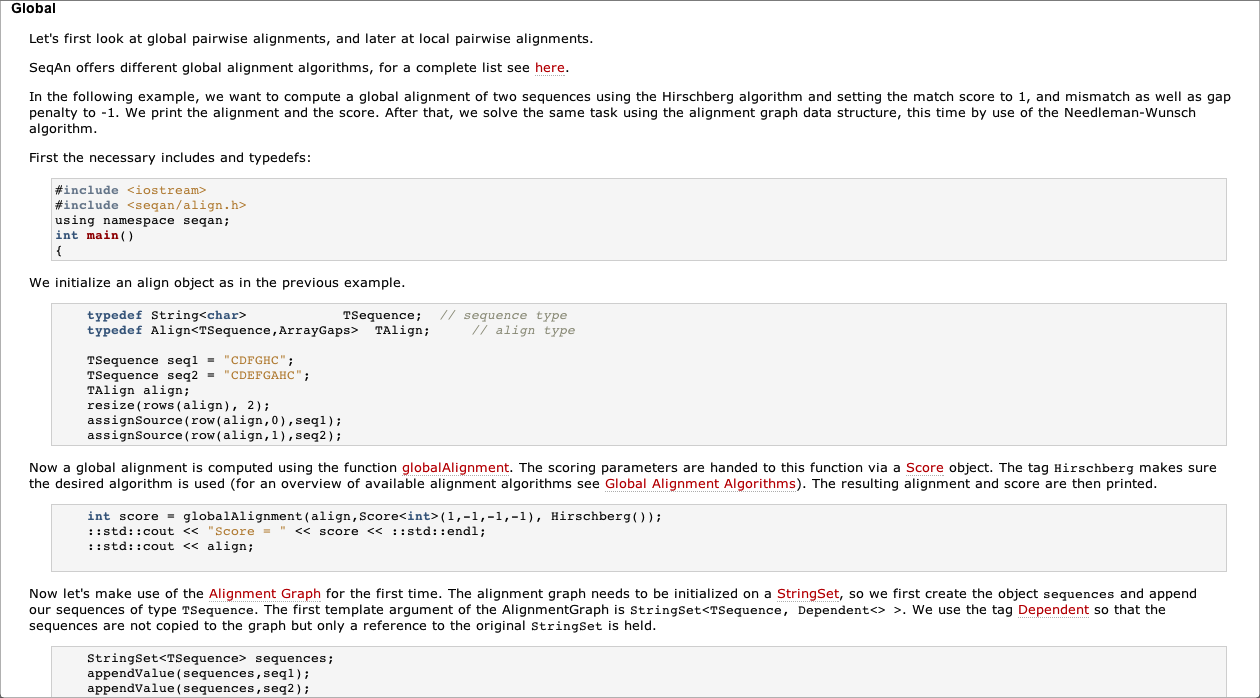 Global
Let's first look at global pairwise alignments, and later at local pairwise alignments.
SeqAn offers different global alignment algorithms, for a complete list see here.
In the following example, we want to compute a global alignment of two sequences using the Hirschberg algorithm and setting the match score to 1, and mismatch as well as gap
penalty to -1. We print the alignment and the score. After that, we solve the same task using the alignment graph data structure, this time by use of the Needleman-Wunsch
algorithm.
First the necessary includes and typedefs:
#include <iostream>
#include <seqan/align.h>
using namespace seqan;
int main()
{
We initialize an align object as in the previous example.
typedef String<char>            TSequence;  // sequence type
typedef Align<TSequence,ArrayGaps>  TAlign;     // align type
TSequence seq1 = "CDFGHC";
TSequence seq2 = "CDEFGAHC";
TAlign align;
resize(rows(align), 2);
assignSource(row(align,0),seq1);
assignSource(row(align,1),seq2);
Now a global alignment is computed using the function globalAlignment. The scoring parameters are handed to this function via a Score object. The tag Hirschberg makes sure
the desired algorithm is used (for an overview of available alignment algorithms see Global Alignment Algorithms). The resulting alignment and score are then printed.
int score = globalAlignment(align,Score<int>(1,-1,-1,-1), Hirschberg());
::std::cout << "Score = " << score << ::std::endl;
::std::cout << align;
Now let's make use of the Alignment Graph for the first time. The alignment graph needs to be initialized on a StringSet, so we first create the object sequences and append
our sequences of type TSequence. The first template argument of the AlignmentGraph is StringSet<TSequence, Dependent<> >. We use the tag Dependent so that the
sequences are not copied to the graph but only a reference to the original StringSet is held.
StringSet<TSequence> sequences;
appendValue(sequences,seq1);
appendValue(sequences,seq2);